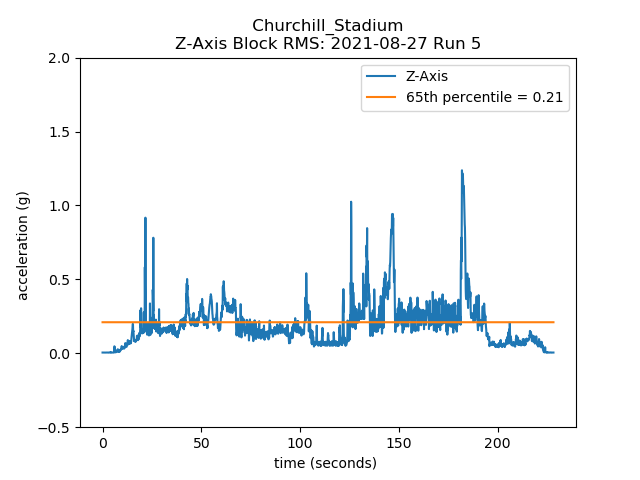 Churchill_Stadium
Z-Axis Block RMS: 2021-08-27 Run 5
2.0
1.5
1.0
0.5
0.0
−0.5
acceleration (g)
Z-Axis
65th percentile = 0.21
0
50
100
150
200
time (seconds)